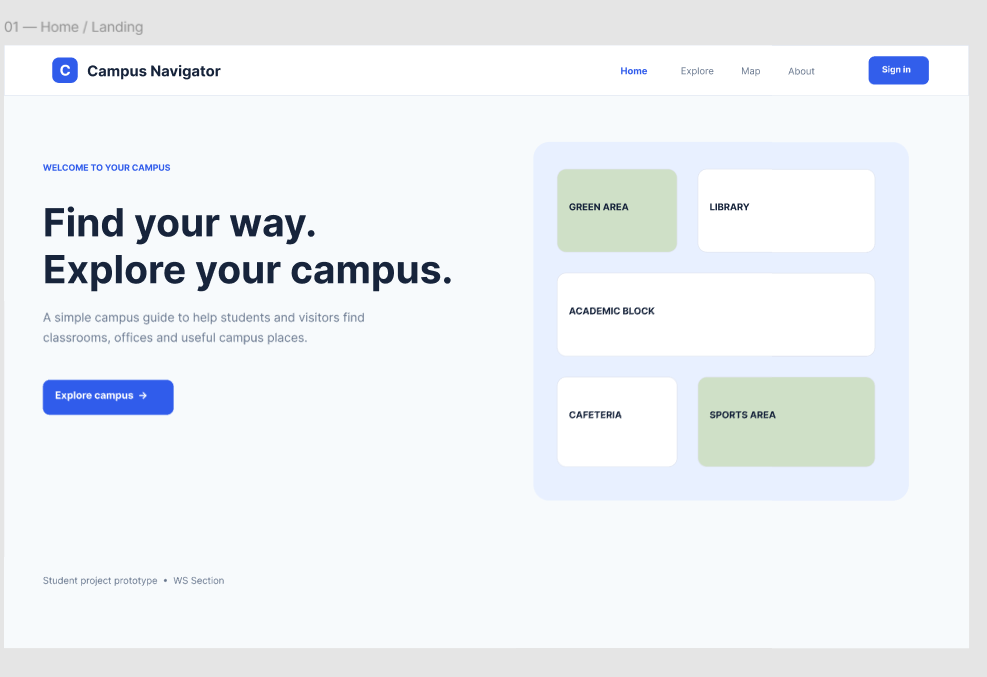 01 — Home / Landing
C Campus Navigator
Home Explore Map About Sign in
WELCOME TO YOUR CAMPUS
Find your way.
Explore your campus.
A simple campus guide to help students and visitors find
classrooms, offices and useful campus places.
Explore campus →
GREEN AREA
LIBRARY
ACADEMIC BLOCK
CAFETERIA
SPORTS AREA
Student project prototype • WS Section